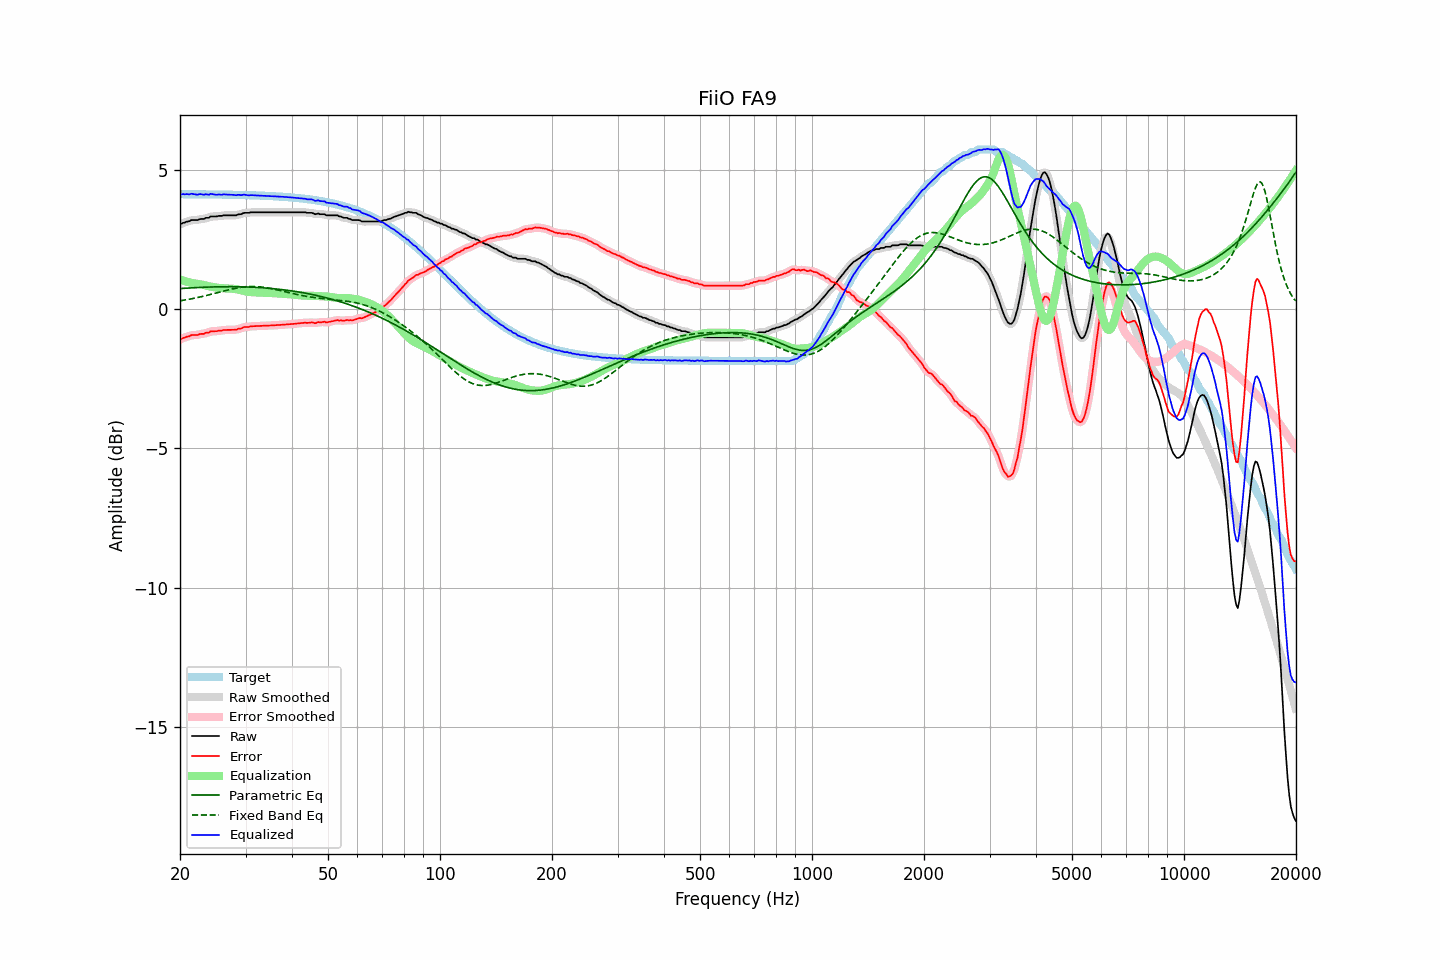 FiiO FA9
Amplitude (dBr)
5
0
−5
−10
−15
Target
Raw Smoothed
Error Smoothed
Raw
Error
Equalization
Parametric Eq
Fixed Band Eq
Equalized
20 50 100 200 500 1000 2000 5000 10000 20000
Frequency (Hz)